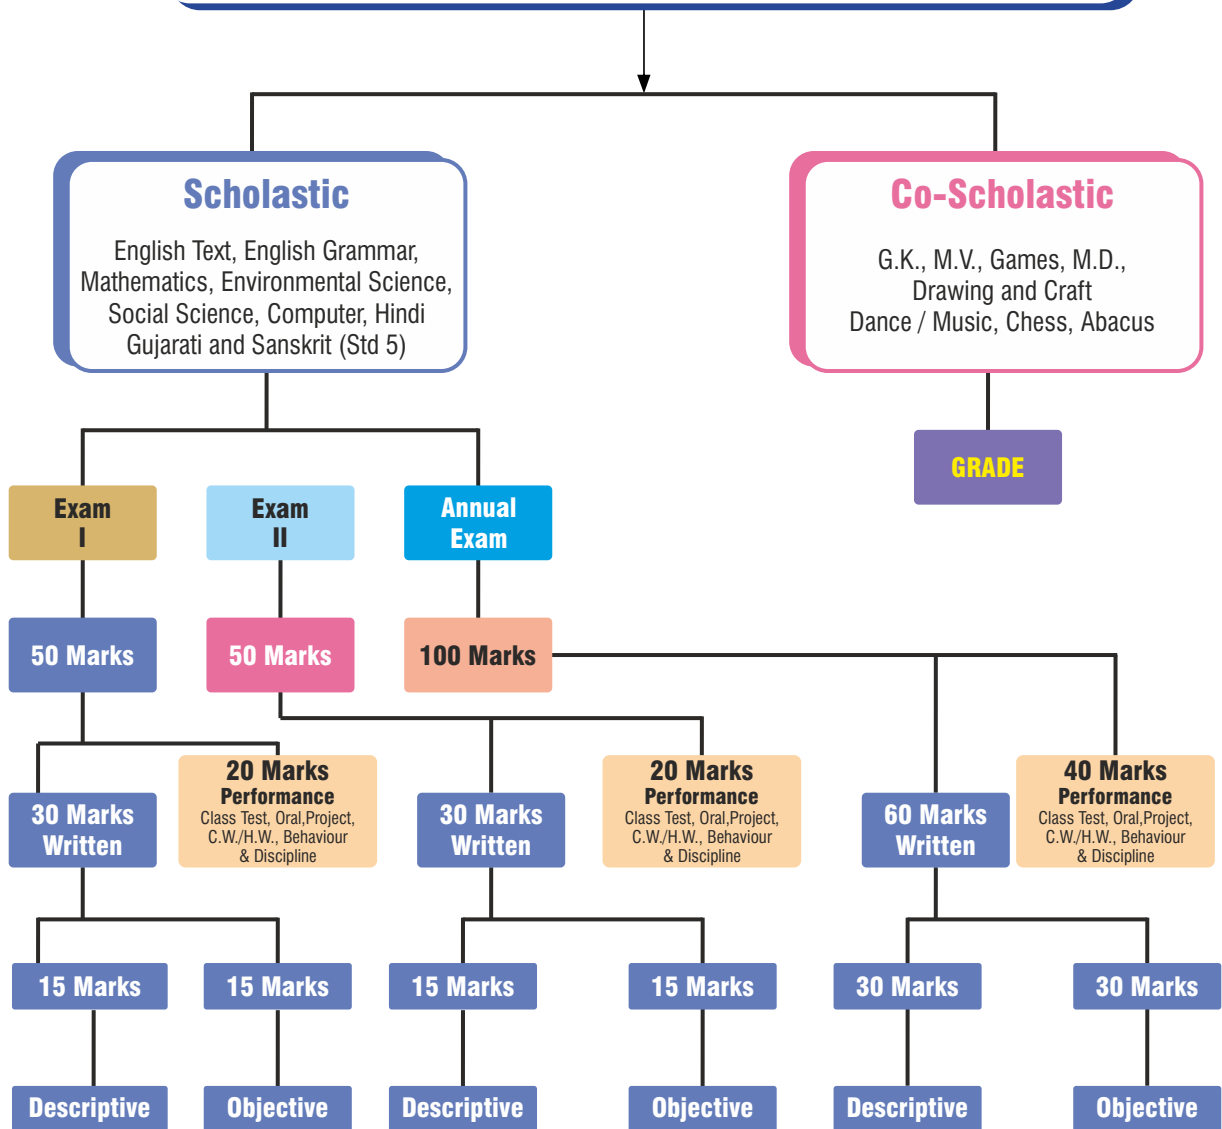 Scholastic
English Text, English Grammar,
Mathematics, Environmental Science,
Social Science, Computer, Hindi
Gujarati and Sanskrit (Std 5)
Co-Scholastic
G.K., M.V., Games, M.D.,
Drawing and Craft
Dance / Music, Chess, Abacus
GRADE
Exam
I
Exam
II
Annual
Exam
50 Marks
50 Marks
100 Marks
30 Marks
Written
20 Marks
Performance
Class Test, Oral,Project,
C.W./H.W., Behaviour
& Discipline
30 Marks
Written
20 Marks
Performance
Class Test, Oral,Project,
C.W./H.W., Behaviour
& Discipline
60 Marks
Written
40 Marks
Performance
Class Test, Oral,Project,
C.W./H.W., Behaviour
& Discipline
15 Marks
15 Marks
15 Marks
15 Marks
30 Marks
30 Marks
Descriptive
Objective
Descriptive
Objective
Descriptive
Objective